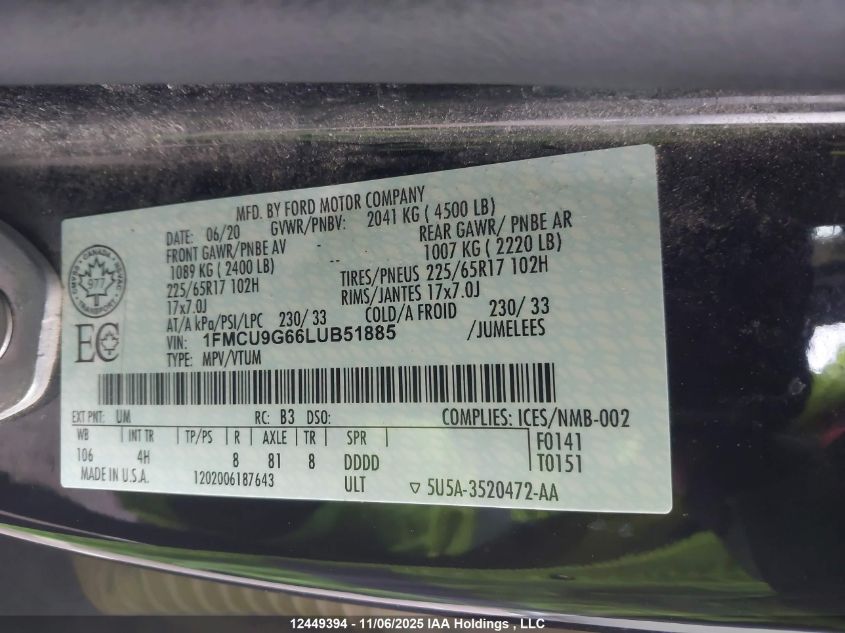 MFD. BY FORD MOTOR COMPANY
DATE: 06/20 GVWR/PNBV: 2041 KG ( 4500 LB)
FRONT GAWR/PNBE AV - REAR GAWR/ PNBE AR
1089 KG ( 2400 LB) -- 1007 KG ( 2220 LB)
225/65R17 102H TIRES/PNEUS 225/65R17 102H
17x7.0J RIMS/JANTES 17x7.0J
AT/A kPa/PSI/LPC 230/ 33 COLD/A FROID 230/ 33
VIN: 1FMCU9G66LUB51885 /JUMELEES
TYPE: MPV/VTUM
CANADA
977
TRANSPORT
EC
EXT PNT: UM RC: B3 DSO: COMPLIES: ICES/NMB-002
WB INT TR TP/PS R AXLE TR SPR F0141
106 4H 8 81 8 DDDD T0151
MADE IN U.S.A. 1202006187643 ULT ▽ 5U5A-3520472-AA
12449394 - 11/06/2025 IAA Holdings , LLC